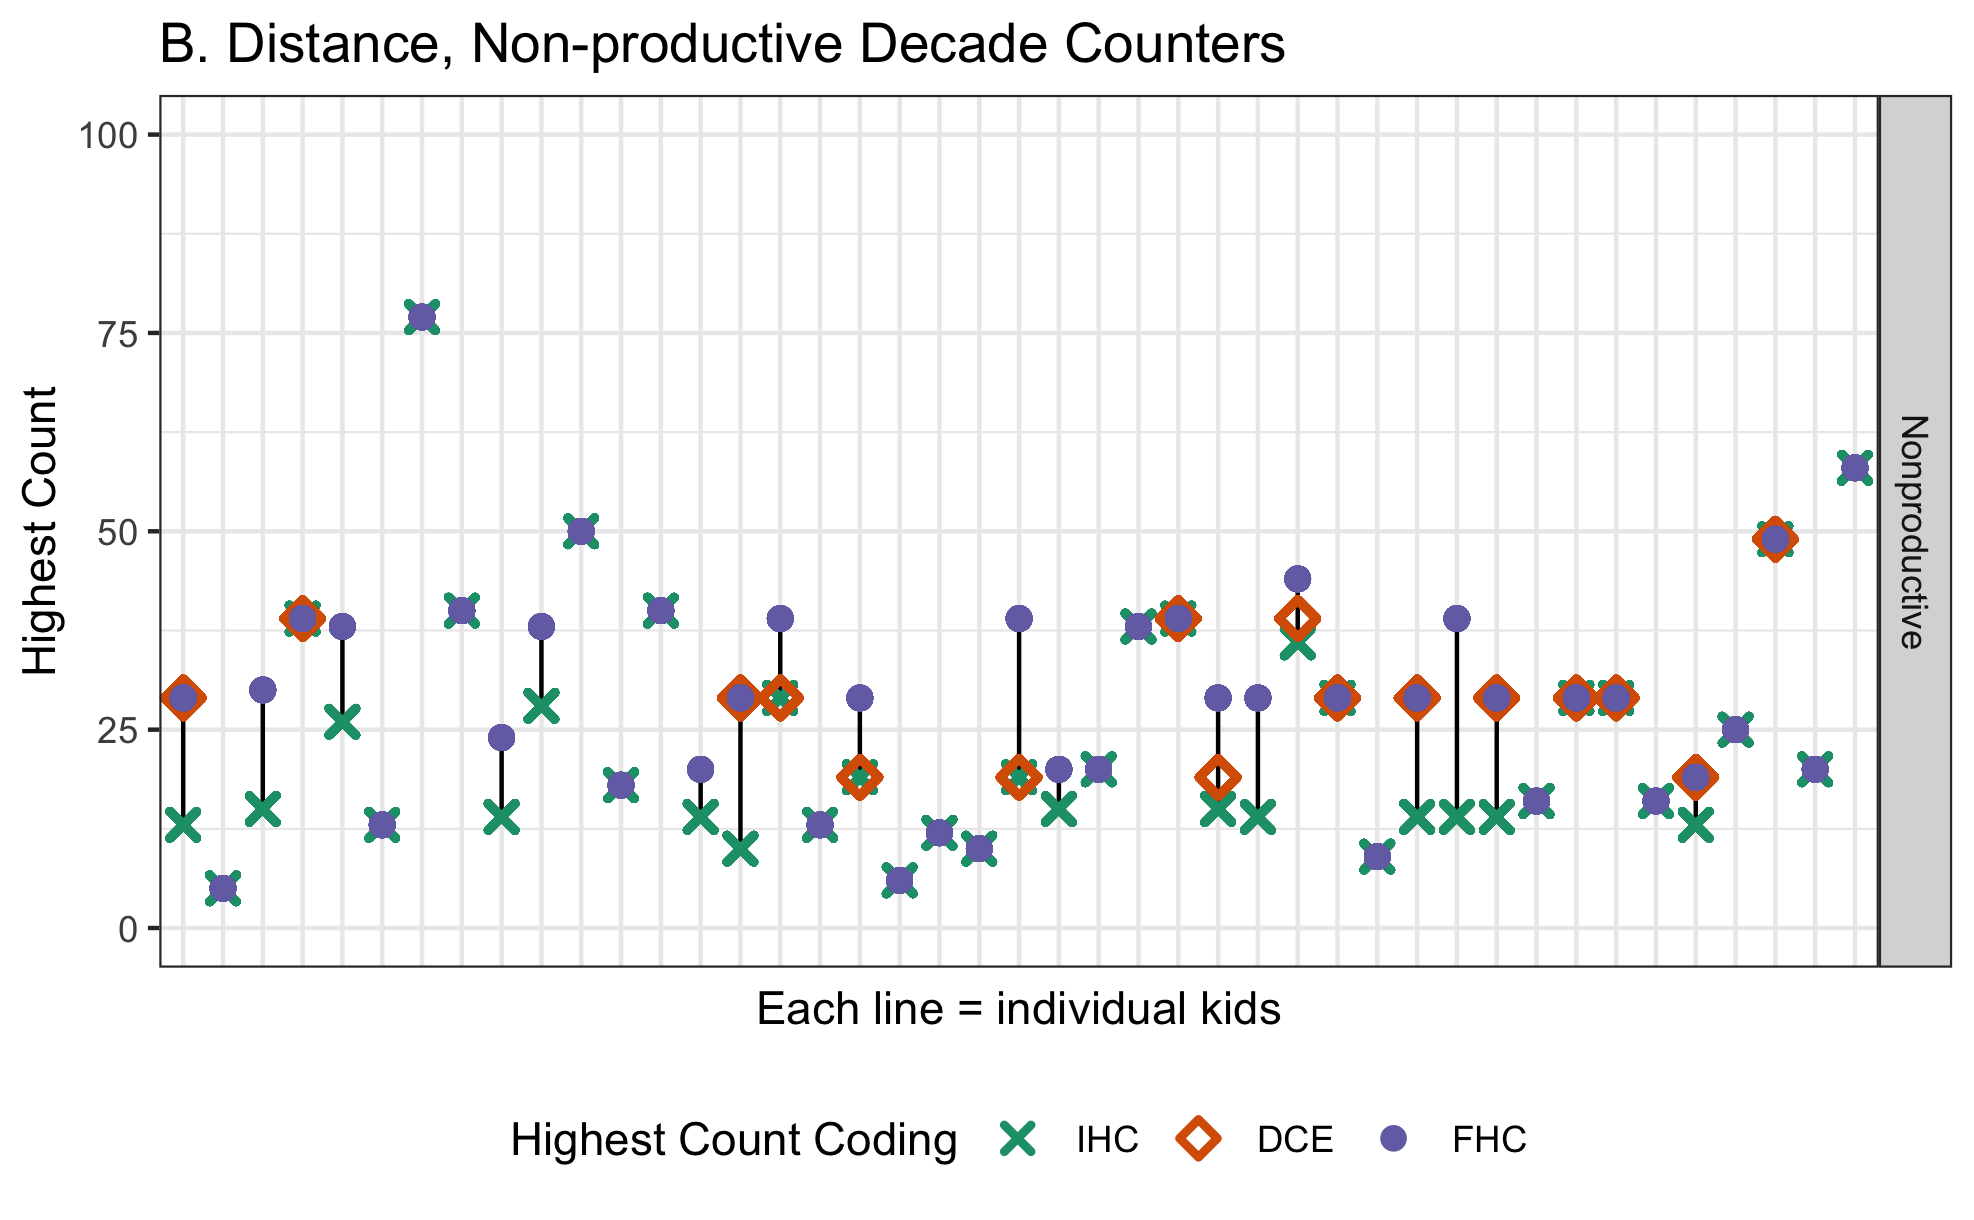 B. Distance, Non-productive Decade Counters
100
75
50
25
0
Highest Count
Nonproductive
Each line = individual kids
Highest Count Coding IHC DCE FHC